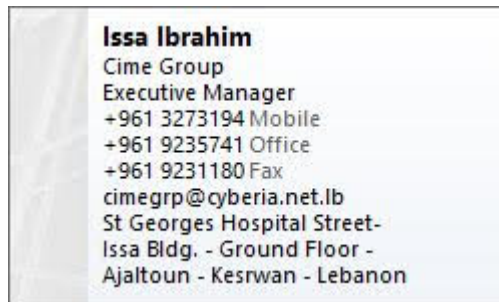 Issa Ibrahim
Cime Group
Executive Manager
+961 3273194 Mobile
+961 9235741 Office
+961 9231180 Fax
cimegrp@cyberia.net.lb
St Georges Hospital Street-
Issa Bldg. - Ground Floor -
Ajaltoun - Kesrwan - Lebanon